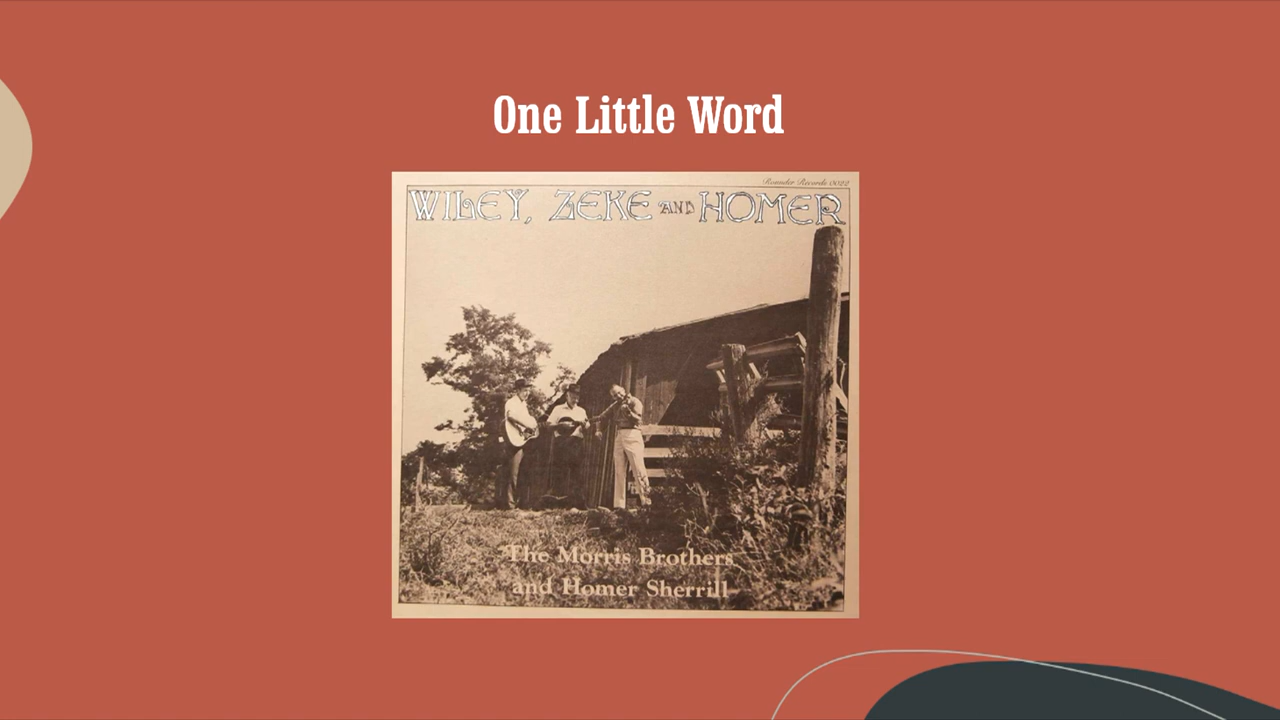 One Little Word
Rounder Records 0022
WILEY, ZEKE AND HOMER
The Morris Brothers
and Homer Sherrill